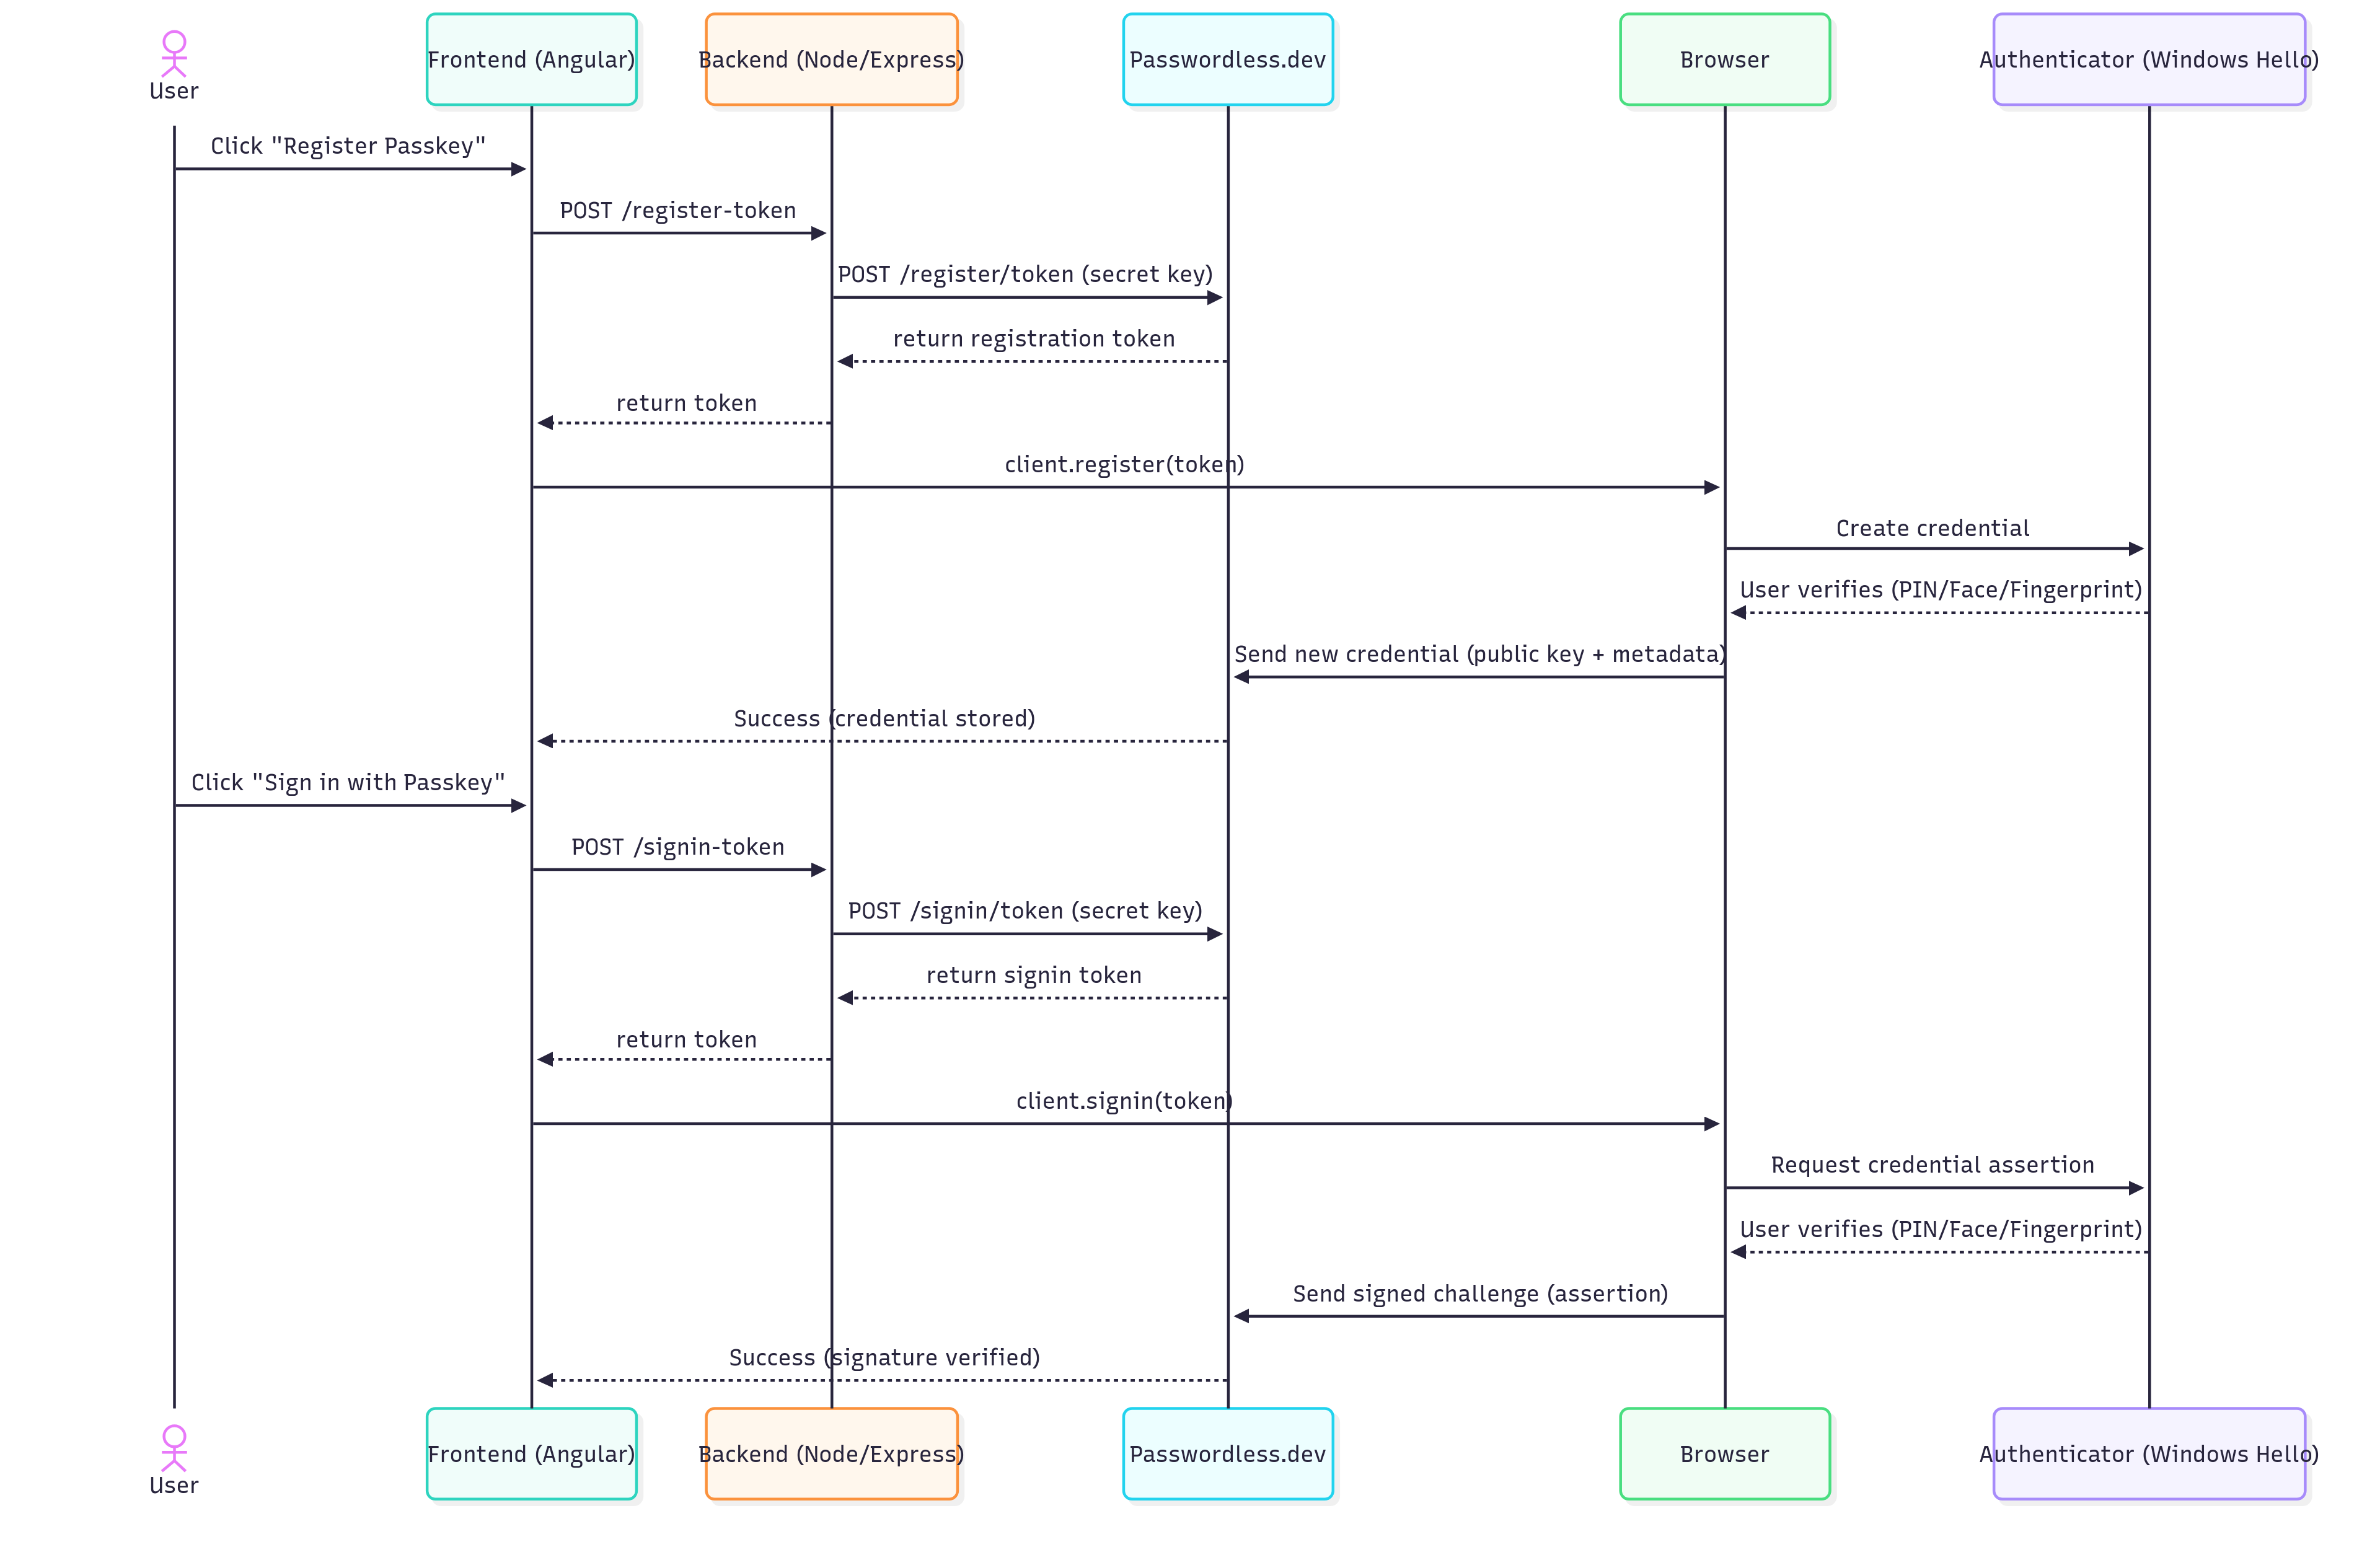 User
Frontend (Angular)
Backend (Node/Express)
Passwordless.dev
Browser
Authenticator (Windows Hello)
Click "Register Passkey"
POST /register-token
POST /register/token (secret key)
return registration token
return token
client.register(token)
Create credential
User verifies (PIN/Face/Fingerprint)
Send new credential (public key + metadata)
Success (credential stored)
Click "Sign in with Passkey"
POST /signin-token
POST /signin/token (secret key)
return signin token
return token
client.signin(token)
Request credential assertion
User verifies (PIN/Face/Fingerprint)
Send signed challenge (assertion)
Success (signature verified)
User
Frontend (Angular)
Backend (Node/Express)
Passwordless.dev
Browser
Authenticator (Windows Hello)